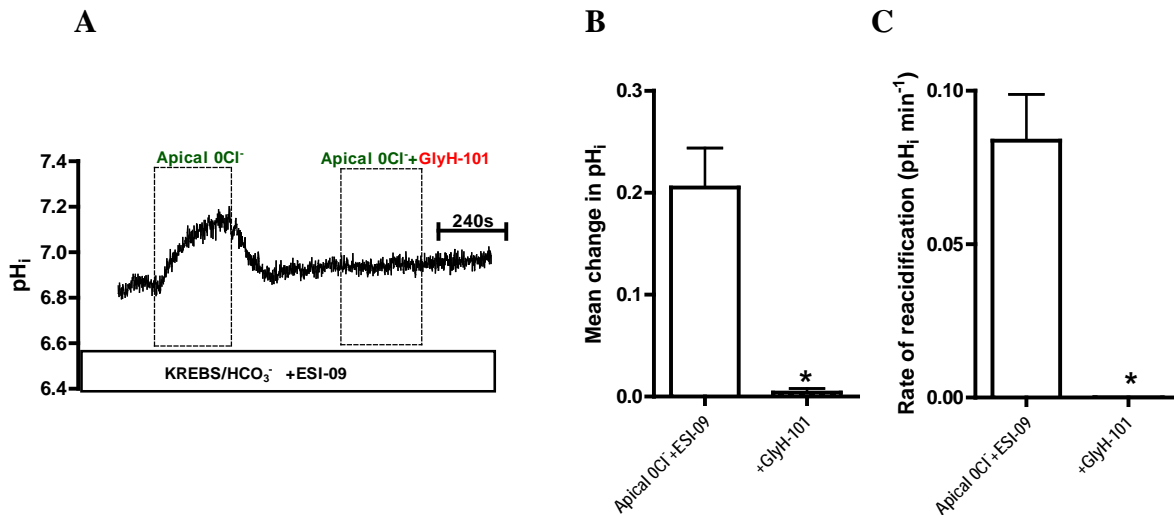 A
B
C
Apical 0Cl⁻
Apical 0Cl⁻+GlyH-101
240s
7.4
7.2
7.0
6.8
6.6
6.4
pHᵢ
KREBS/HCO₃⁻ +ESI-09
Mean change in pHᵢ
0.3
0.2
0.1
0.0
*
Apical 0Cl⁻+ESI-09
+GlyH-101
Rate of reacidification (pHᵢ min⁻¹)
0.10
0.05
0.00
*
Apical 0Cl⁻+ESI-09
+GlyH-101